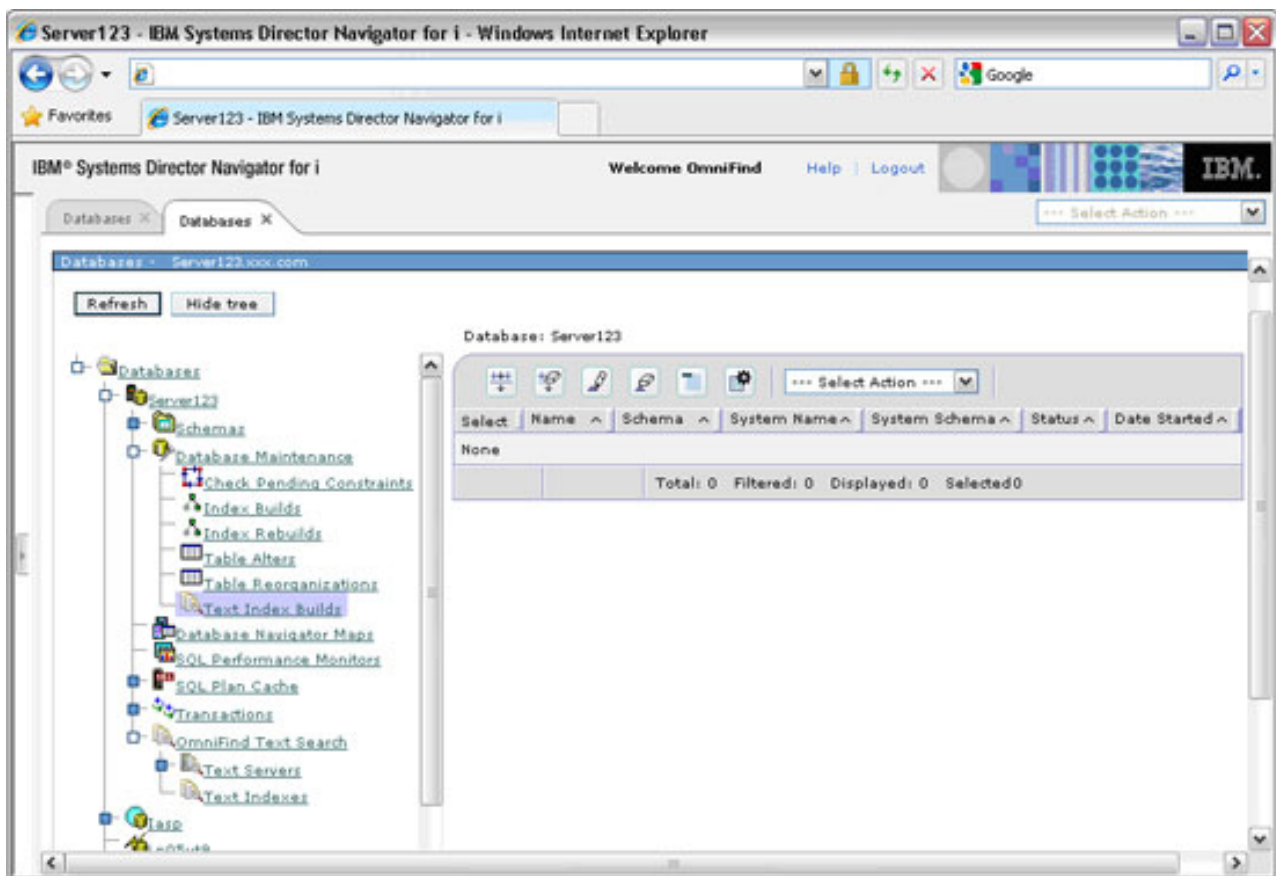 Server123 - IBM Systems Director Navigator for i - Windows Internet Explorer
Google
Favorites
Server123 - IBM Systems Director Navigator for i
IBM® Systems Director Navigator for i
Welcome OmniFind
Help | Logout
IBM.
Databases
Databases
--- Select Action ---
Databases - Server123.xxx.com
Refresh
Hide tree
Database: Server123
Databases
Server123
Schemas
Database Maintenance
Check Pending Constraints
Index Builds
Index Rebuilds
Table Alters
Table Reorganizations
Text Index Builds
Database Navigator Maps
SQL Performance Monitors
SQL Plan Cache
Transactions
OmniFind Text Search
Text Servers
Text Indexes
Iasp
--- Select Action ---
Select Name Schema System Name System Schema Status Date Started
None
Total: 0 Filtered: 0 Displayed: 0 Selected0